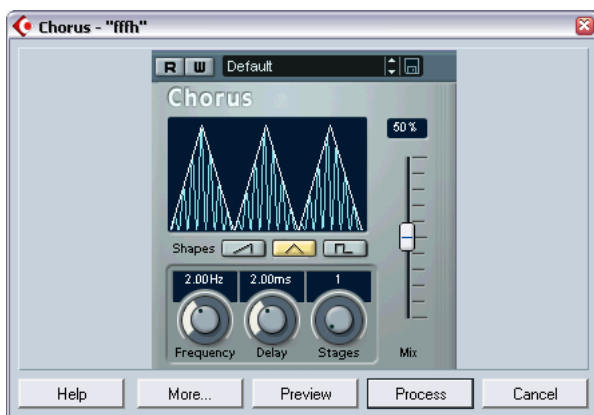 Chorus - "fffh"
R W Default
Chorus
50%
Shapes
2.00Hz 2.00ms 1
Frequency Delay Stages Mix
Help More... Preview Process Cancel